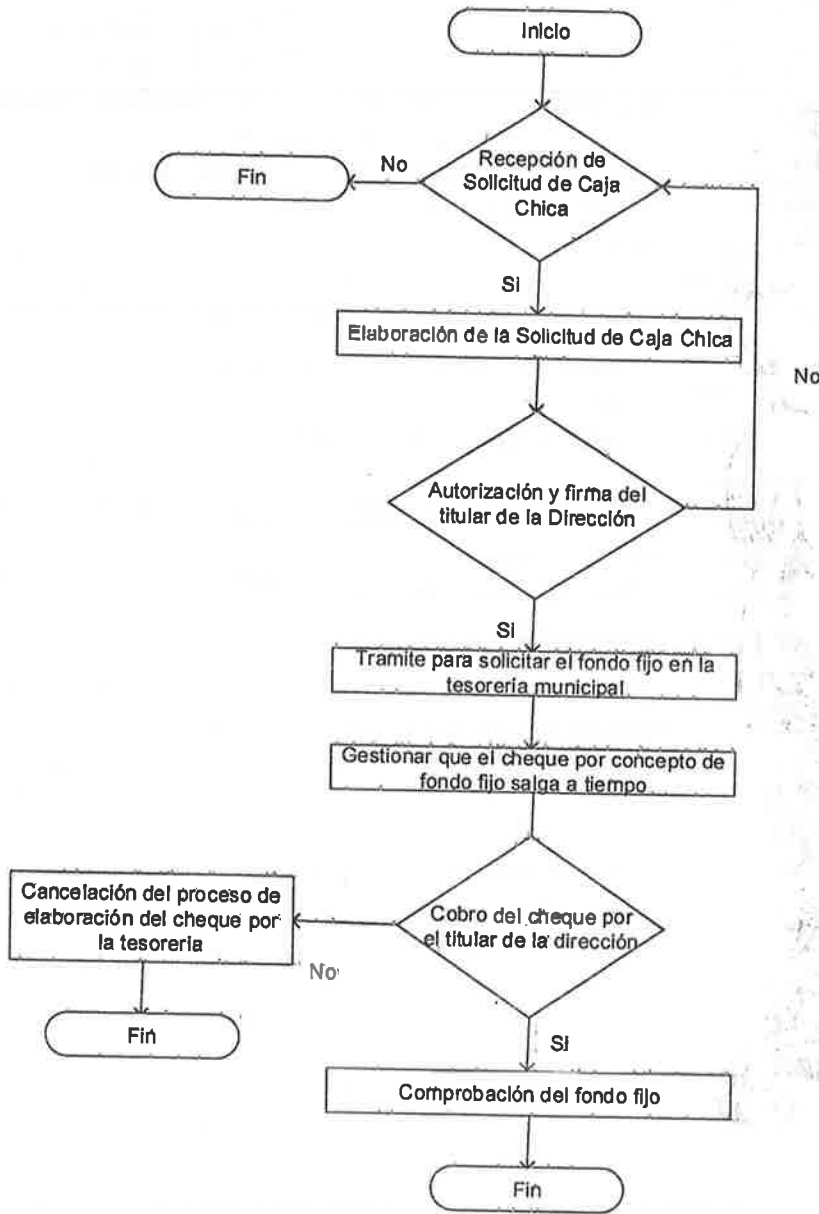 Inicio
No
Fin
Recepción de
Solicitud de Caja
Chica
Si
Elaboración de la Solicitud de Caja Chica
No
Autorización y firma del
titular de la Dirección
Si
Tramite para solicitar el fondo fijo en la
tesoreria municipal
Gestionar que el cheque por concepto de
fondo fijo salga a tiempo
Cancelación del proceso de
elaboración del cheque por
la tesoreria
Cobro del cheque por
el titular de la dirección
No
Fin
Si
Comprobación del fondo fijo
Fin